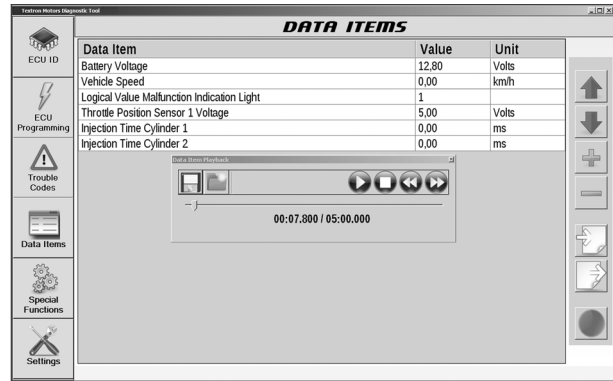 Textron Motors Diagnostic Tool
DATA ITEMS
ECU ID
ECU
Programming
Trouble
Codes
Data Items
Special
Functions
Settings
Data Item Value Unit
Battery Voltage 12,80 Volts
Vehicle Speed 0,00 km/h
Logical Value Malfunction Indication Light 1
Throttle Position Sensor 1 Voltage 5,00 Volts
Injection Time Cylinder 1 0,00 ms
Injection Time Cylinder 2 0,00 ms
Data Item Playback
00:07.800 / 05:00.000